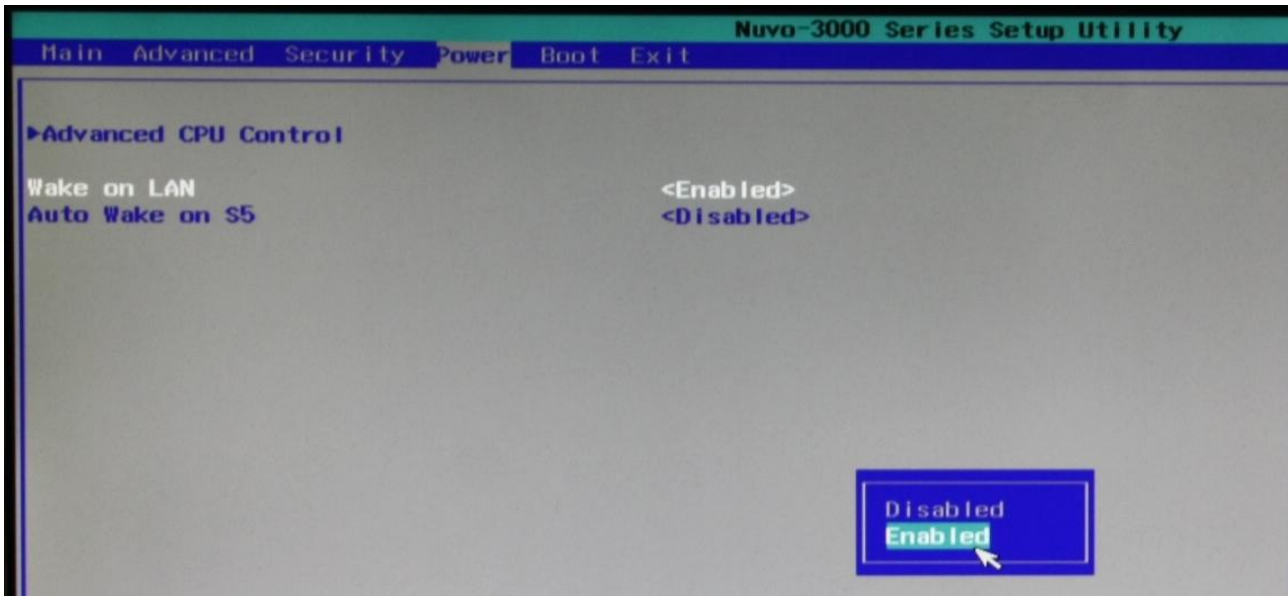 Nuvo-3000 Series Setup Utility
Main Advanced Security Power Boot Exit
▶Advanced CPU Control
Wake on LAN <Enabled>
Auto Wake on S5 <Disabled>
Disabled
Enabled